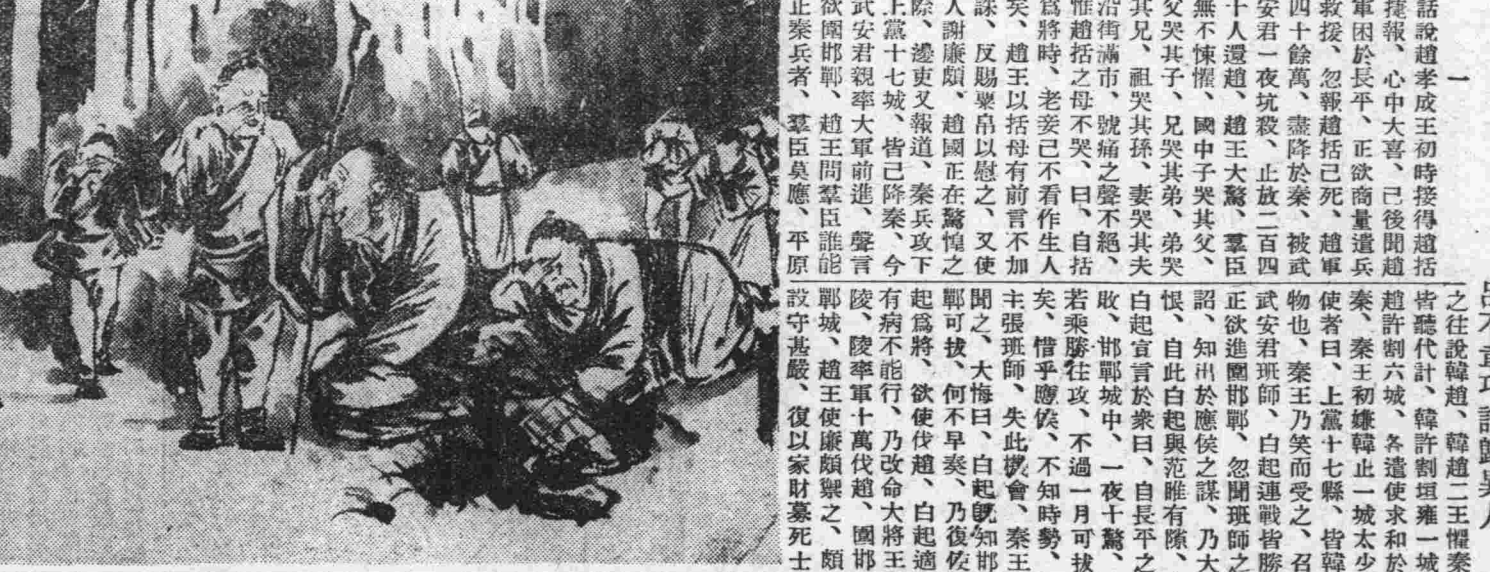 呂不韋巧計歸異人
一
話說趙孝成王初時接得趙括
捷報、心中大喜、已後聞趙
軍困於長平、正欲商量遣兵
救援、忽報趙括已死、趙軍
四十餘萬、盡降於秦、被武
安君一夜坑殺、止放二百四
十人還趙、趙王大驚、羣臣
無不悚懼、國中子哭其父、
父哭其子、兄哭其弟、弟哭
其兄、祖哭其孫、妻哭其夫
沿街滿市、號痛之聲不絕、
惟趙括之母不哭、曰、自括
爲將時、老妾已不看作生人
矣、趙王以括母有前言不加
誅、反賜粟帛以慰之、又使
人謝廉頗、趙國正在驚惶之
際、邊吏又報道、秦兵攻下
上黨十七城、皆已降秦、今
武安君親率大軍前進、聲言
欲圍邯鄲、趙王問羣臣誰能
止秦兵者、羣臣莫應、平原
之往說韓趙、韓趙二王懼秦
皆聽代計、韓許割垣雍一城
趙許割六城、各遣使求和於
秦、秦王初嫌韓止一城太少
使者曰、上黨十七縣、皆韓
物也、秦王乃笑而受之、召
武安君班師、白起連戰皆勝
正欲進圍邯鄲、忽聞班師之
詔、知出於應侯之謀、乃大
恨、自此白起與范雎有隙、
白起宣言於衆曰、自長平之
敗、邯鄲城中、一夜十驚、
若乘勝往攻、不過一月可拔
矣、惜乎應侯、不知時勢、
主張班師、失此機會、秦王
聞之、大悔曰、白起旣知邯
鄲可拔、何不早奏、乃復使
起爲將、欲使伐趙、白起適
有病不能行、乃改命大將王
陵、陵率軍十萬伐趙、圍邯
鄲城、趙王使廉頗禦之、頗
設守甚嚴、復以家財募死士